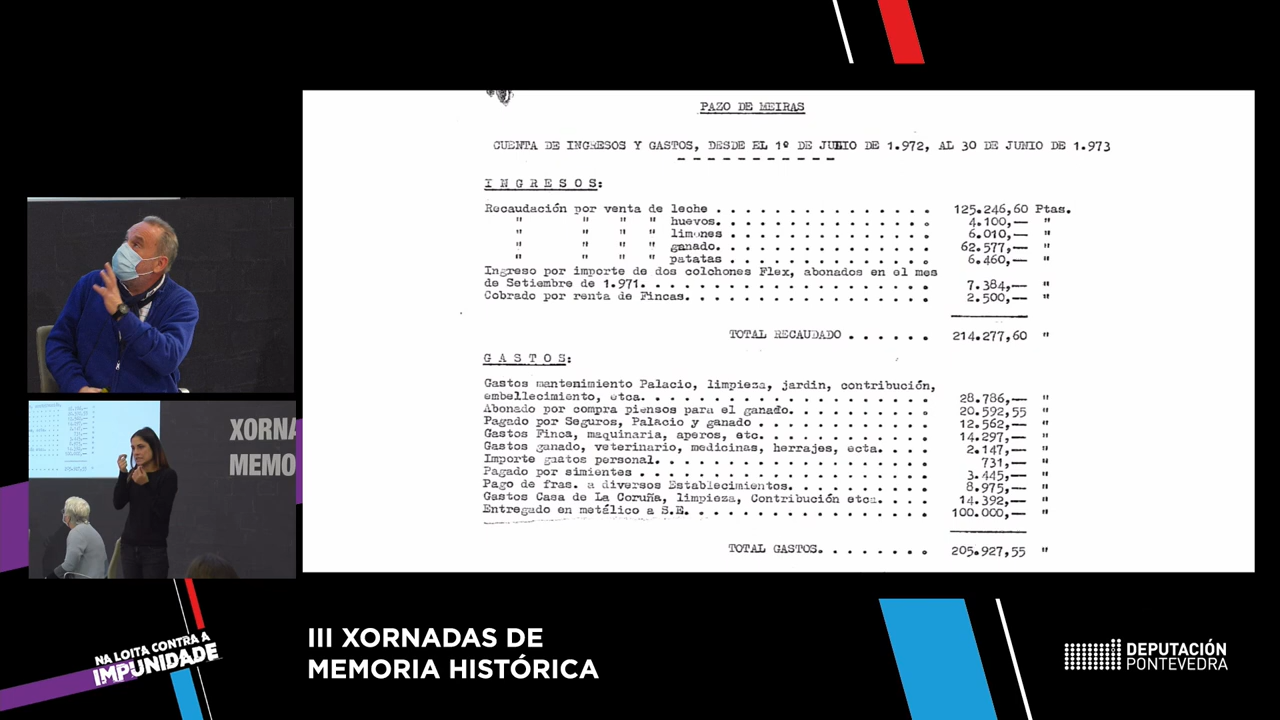 PAZO DE MEIRAS
CUENTA DE INGRESOS Y GASTOS, DESDE EL 1º DE JULIO DE 1.972, AL 30 DE JUNIO DE 1.973
INGRESOS:
Recaudación por venta de leche . . . . . . . . . . . . . . . . 125.246,60 Ptas.
" " " " huevos. . . . . . . . . . . . . . . . 4.100,— "
" " " " limones . . . . . . . . . . . . . . . 6.010,— "
" " " " ganado. . . . . . . . . . . . . . . . 62.577,— "
" " " " patatas . . . . . . . . . . . . . . . 6.460,— "
Ingreso por importe de dos colchones Flex, abonados en el mes
de Setiembre de 1.971. . . . . . . . . . . . . . . . . . . . 7.384,— "
Cobrado por renta de Fincas. . . . . . . . . . . . . . . . . 2.500,— "
TOTAL RECAUDADO . . . . . . 214.277,60 "
GASTOS:
Gastos mantenimiento Palacio, limpieza, jardin, contribución,
embellecimiento, etca. . . . . . . . . . . . . . . . . . . . 28.786,— "
Abonado por compra piensos para el ganado. . . . . . . . . . 20.592,55 "
Pagado por Seguros, Palacio y ganado . . . . . . . . . . . . 12.562,— "
Gastos Finca, maquinaria, aperos, etc. . . . . . . . . . . . 14.297,— "
Gastos ganado, veterinario, medicinas, herrajes, ecta. . . . 2.147,— "
Importe gastos personal. . . . . . . . . . . . . . . . . . . 731,— "
Pagado por simientes . . . . . . . . . . . . . . . . . . . . 3.445,— "
Pago de fras. a diversos Establecimientos. . . . . . . . . . 8.975,— "
Gastos Casa de La Coruña, limpieza, Contribución etca. . . . 14.392,— "
Entregado en metálico a S.E. . . . . . . . . . . . . . . . . 100.000,— "
TOTAL GASTOS. . . . . . . . 205.927,55 "
XORNA
MEMO
NA LOITA CONTRA A
IMPUNIDADE
III XORNADAS DE
MEMORIA HISTÓRICA
DEPUTACIÓN
PONTEVEDRA